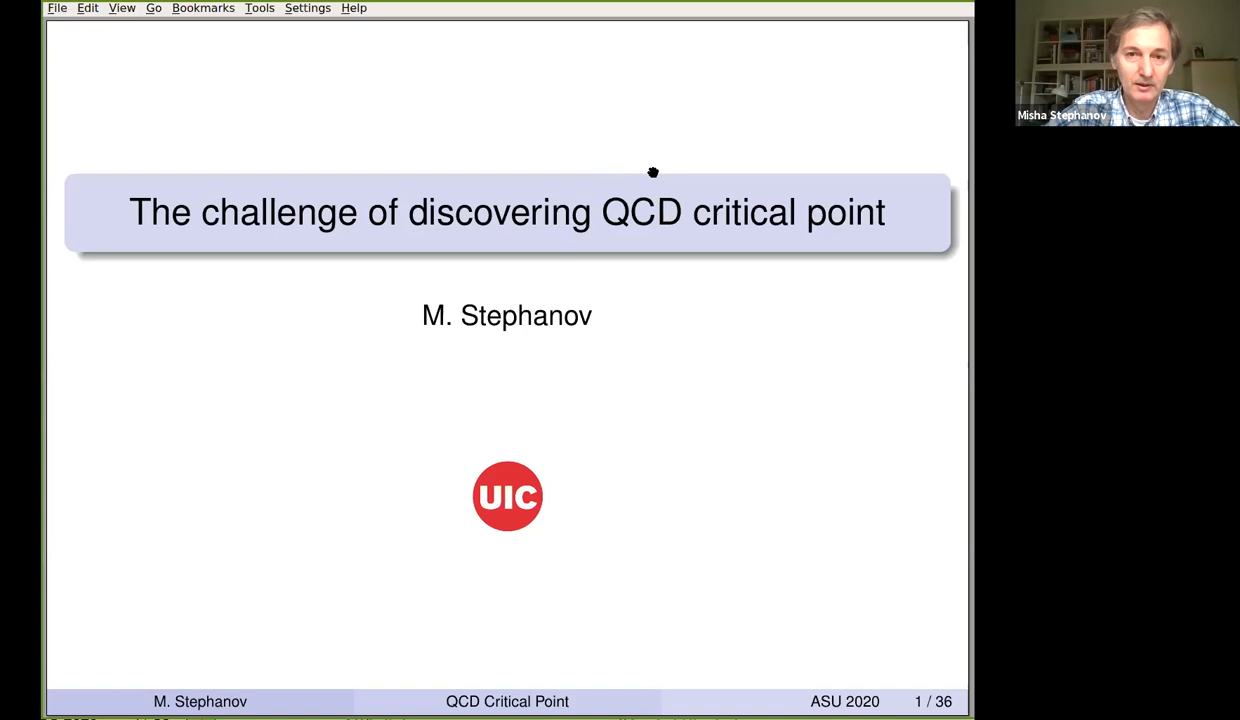 File Edit View Go Bookmarks Tools Settings Help
Misha Stephanov
The challenge of discovering QCD critical point
M. Stephanov
UIC
M. Stephanov QCD Critical Point ASU 2020 1 / 36